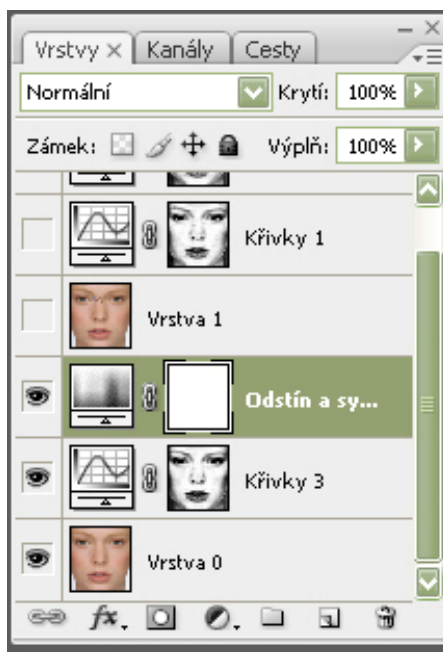 Vrstvy × Kanály Cesty
Normální Krytí: 100%
Zámek: Výplň: 100%
Křivky 1
Vrstva 1
Odstín a sy...
Křivky 3
Vrstva 0
fx.